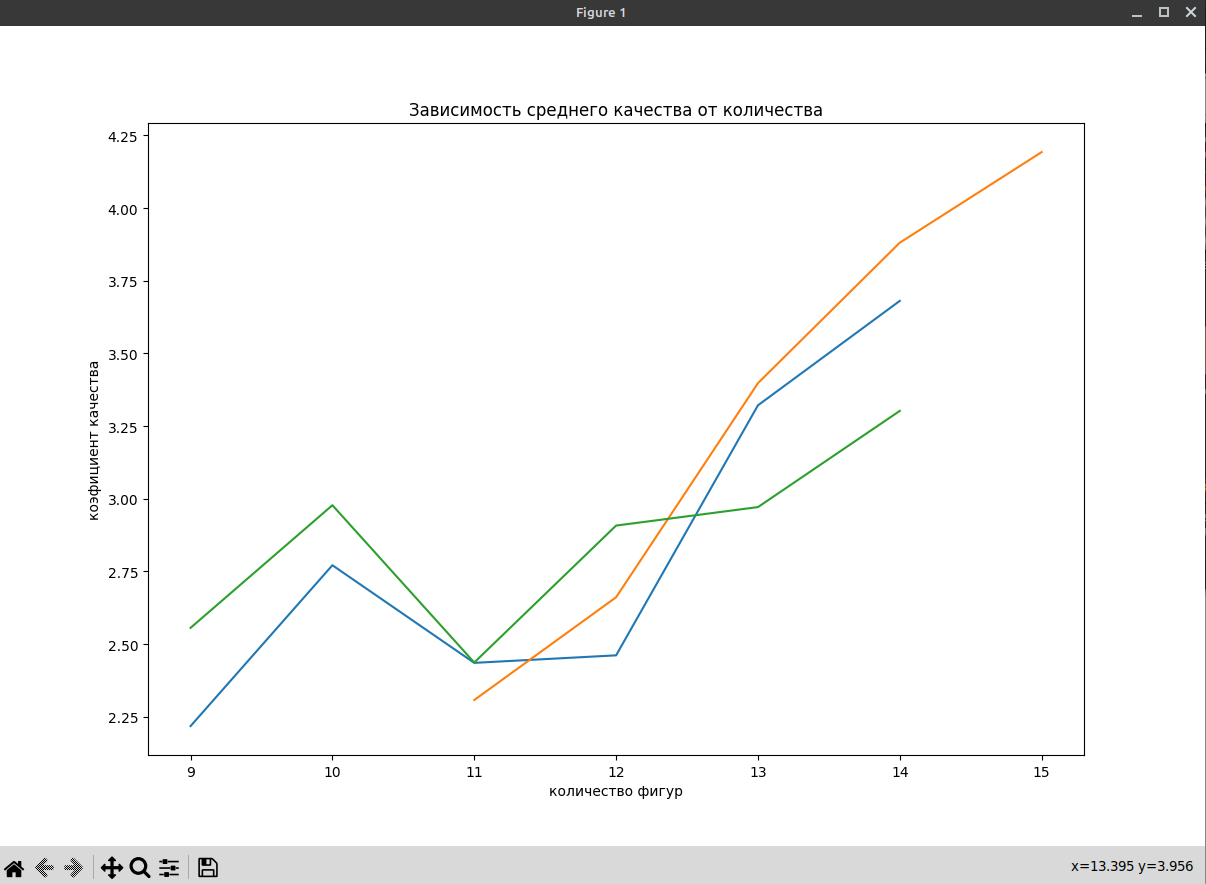 Figure 1
Зависимость среднего качества от количества
4.25
4.00
3.75
3.50
3.25
3.00
2.75
2.50
2.25
коэфициент качества
9 10 11 12 13 14 15
количество фигур
x=13.395 y=3.956